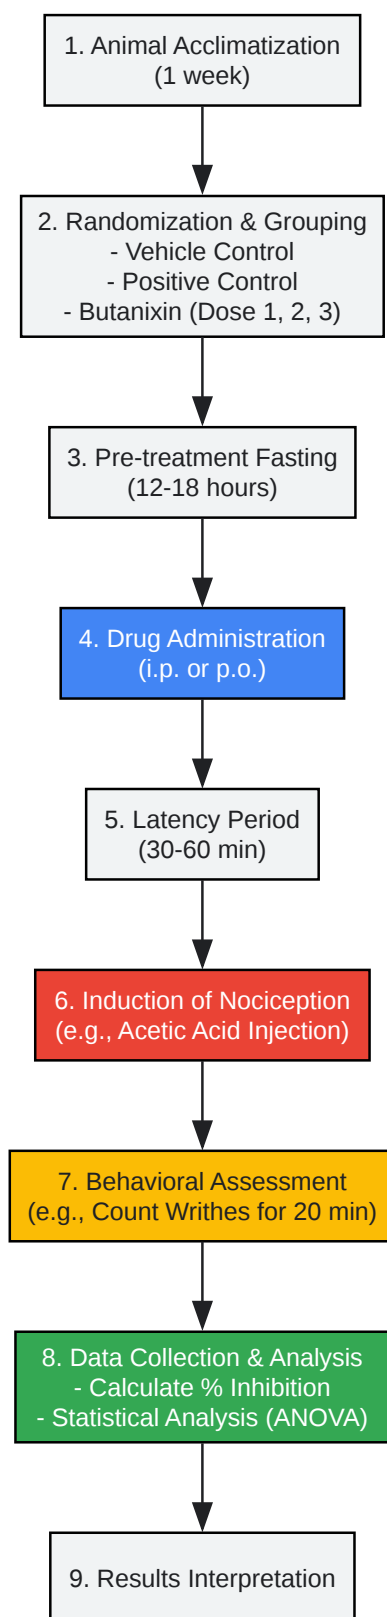 1. Animal Acclimatization
(1 week)
2. Randomization & Grouping
- Vehicle Control
- Positive Control
- Butanixin (Dose 1, 2, 3)
3. Pre-treatment Fasting
(12-18 hours)
4. Drug Administration
(i.p. or p.o.)
5. Latency Period
(30-60 min)
6. Induction of Nociception
(e.g., Acetic Acid Injection)
7. Behavioral Assessment
(e.g., Count Writhes for 20 min)
8. Data Collection & Analysis
- Calculate % Inhibition
- Statistical Analysis (ANOVA)
9. Results Interpretation